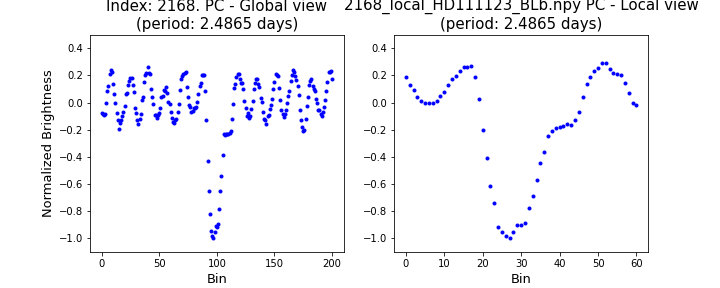 Index: 2168. PC - Global view
(period: 2.4865 days)
2168_local_HD111123_BLb.npy PC - Local view
(period: 2.4865 days)
Normalized Brightness
0.4
0.2
0.0
−0.2
−0.4
−0.6
−0.8
−1.0
0 50 100 150 200
Bin
0.4
0.2
0.0
−0.2
−0.4
−0.6
−0.8
−1.0
0 10 20 30 40 50 60
Bin